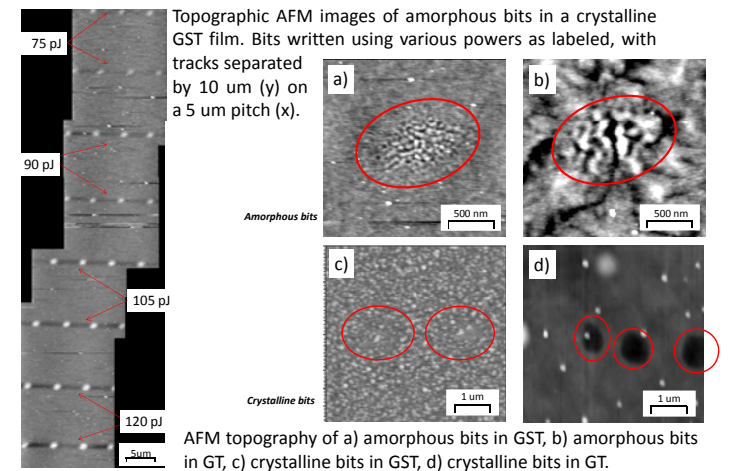 Topographic AFM images of amorphous bits in a crystalline
GST film. Bits written using various powers as labeled, with
tracks separated
by 10 um (y) on
a 5 um pitch (x).
75 pJ
90 pJ
105 pJ
120 pJ
5um
a)
500 nm
b)
500 nm
Amorphous bits
c)
1 um
d)
1 um
Crystalline bits
AFM topography of a) amorphous bits in GST, b) amorphous bits
in GT, c) crystalline bits in GST, d) crystalline bits in GT.